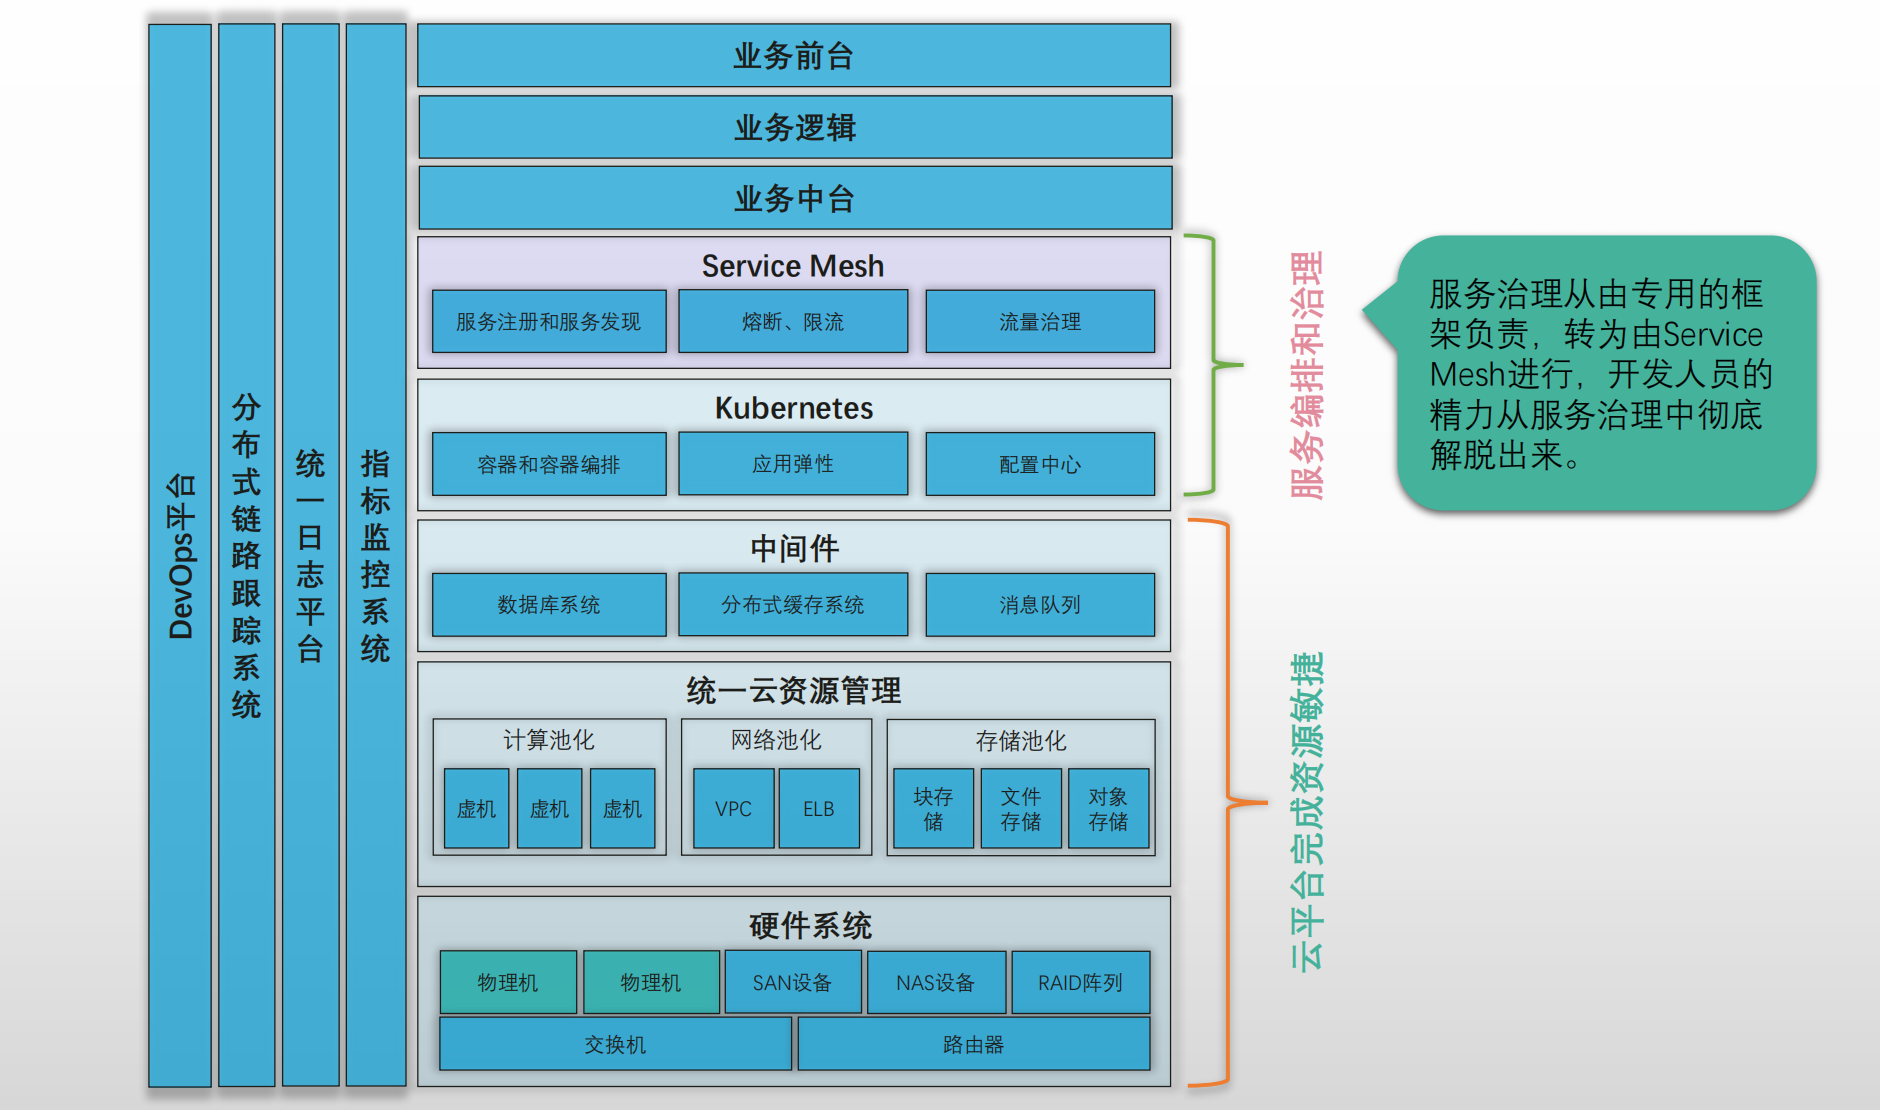 DevOps平台
分布式链路跟踪系统
统一日志平台
指标监控系统
业务前台
业务逻辑
业务中台
Service Mesh
服务注册和服务发现
熔断、限流
流量治理
Kubernetes
容器和容器编排
应用弹性
配置中心
中间件
数据库系统
分布式缓存系统
消息队列
统一云资源管理
计算池化
虚机
虚机
虚机
网络池化
VPC
ELB
存储池化
块存
储
文件
存储
对象
存储
硬件系统
物理机
物理机
SAN设备
NAS设备
RAID阵列
交换机
路由器
服务编排和治理
云平台完成资源敏捷
服务治理从由专用的框
架负责，转为由Service
Mesh进行，开发人员的
精力从服务治理中彻底
解脱出来。